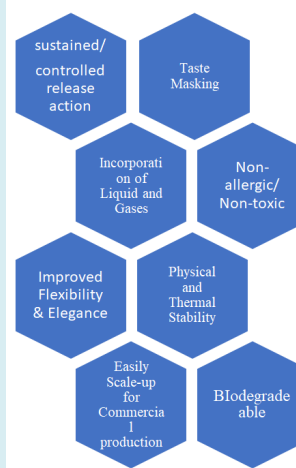 sustained/
controlled
release
action
Taste
Masking
Incorporati
on of
Liquid and
Gases
Non-
allergic/
Non-toxic
Improved
Flexibility
& Elegance
Physical
and
Thermal
Stability
Easily
Scale-up
for
Commercia
l
production
BIodegrade
able